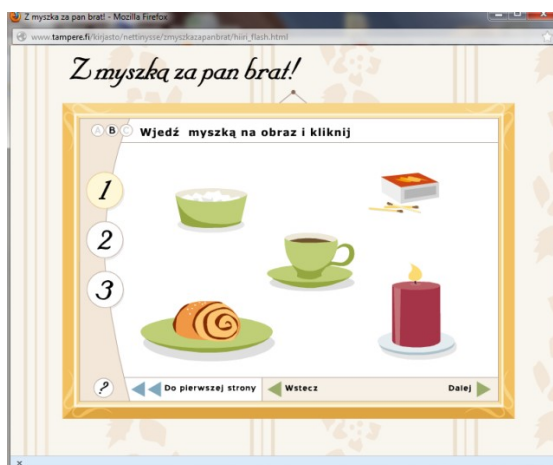 Z myszka za pan brat! - Mozilla Firefox
www.tampere.fi/kirjasto/nettinysse/zmyszkazapanbrat/hiiri_flash.html
Z myszką za pan brat!
A B C Wjedź myszką na obraz i kliknij
1
2
3
? Do pierwszej strony Wstecz Dalej